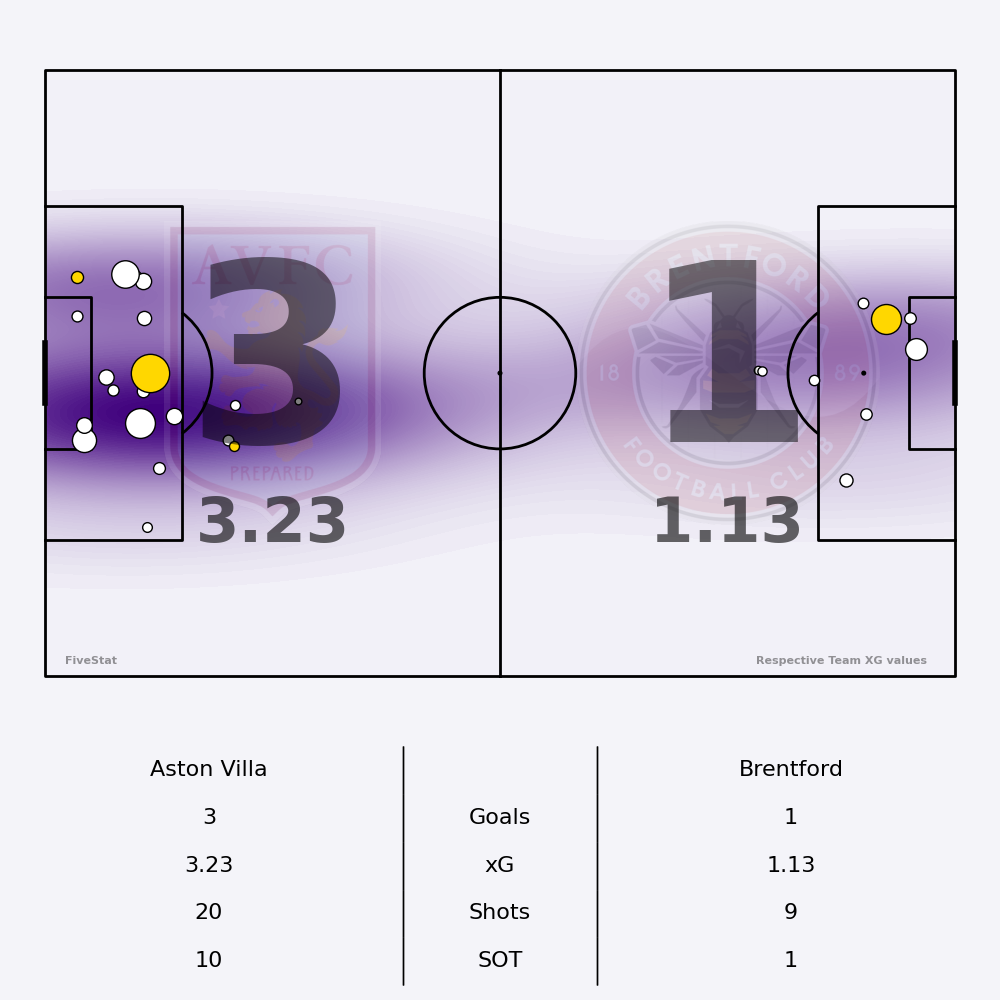 AVFC
BRENTFORD
3
1
18
89
PREPARED
FOOTBALL CLUB
3.23
1.13
FiveStat
Respective Team XG values
Aston Villa
Brentford
3
Goals
1
3.23
xG
1.13
20
Shots
9
10
SOT
1